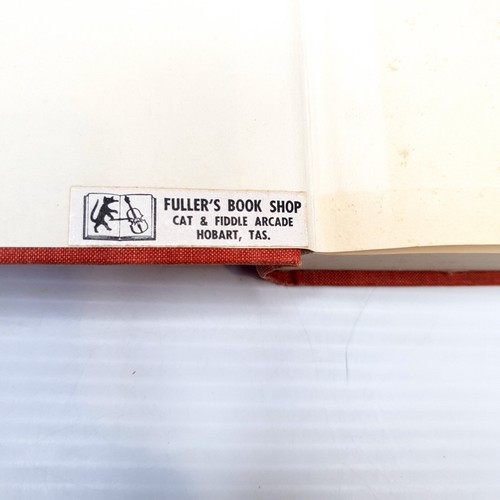 FULLER'S BOOK SHOP
CAT & FIDDLE ARCADE
HOBART, TAS.